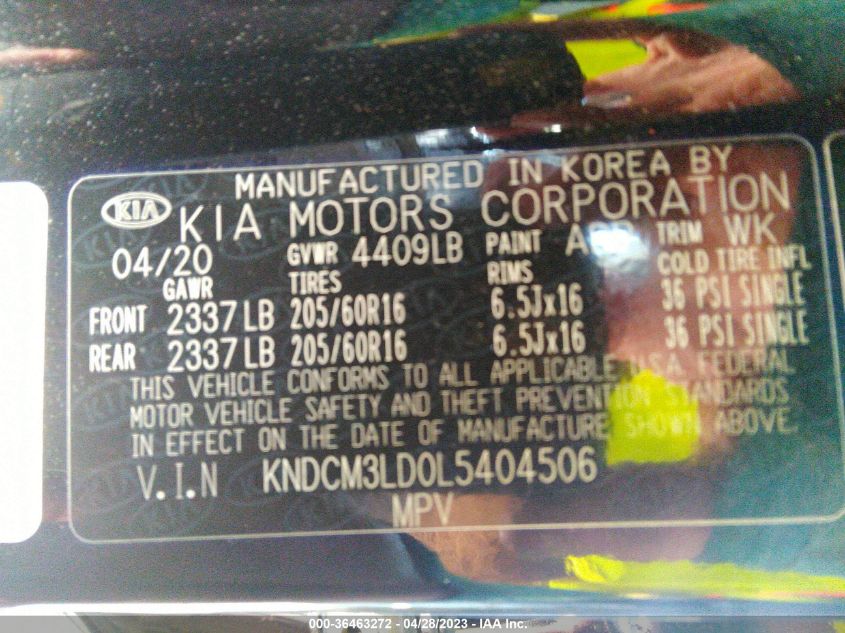 MANUFACTURED IN KOREA BY
KIA KIA MOTORS CORPORATION
04/20 GVWR 4409LB PAINT TRIM WK
GAWR TIRES RIMS COLD TIRE INFL
FRONT 2337LB 205/60R16 6.5Jx16 36 PSI SINGLE
REAR 2337LB 205/60R16 6.5Jx16 36 PSI SINGLE
THIS VEHICLE CONFORMS TO ALL APPLICABLE U.S.A. FEDERAL
MOTOR VEHICLE SAFETY AND THEFT PREVENTION STANDARDS
IN EFFECT ON THE DATE OF MANUFACTURE SHOWN ABOVE.
V.I.N KNDCM3LD0L5404506
MPV
000-36463272 - 04/28/2023 - IAA Inc.